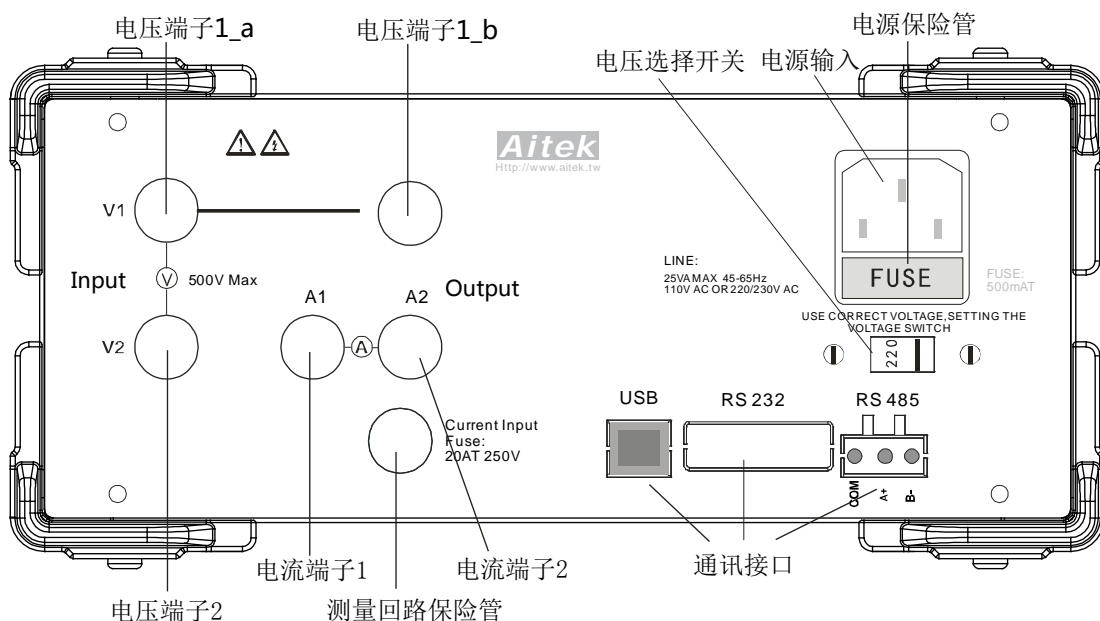 电压端子1_a
电压端子1_b
电源保险管
电压选择开关
电源输入
Aitek
Http://www.aitek.tw
V1
Input
V
500V Max
A1
A2
Output
V2
A
LINE:
25VA MAX 45-65Hz
110V AC OR 220/230V AC
FUSE
FUSE:
500mAT
USE CORRECT VOLTAGE,SETTING THE
VOLTAGE SWITCH
220
USB
RS 232
RS 485
Current Input
Fuse:
20AT 250V
COM
A+
B-
电流端子1
电流端子2
通讯接口
电压端子2
测量回路保险管